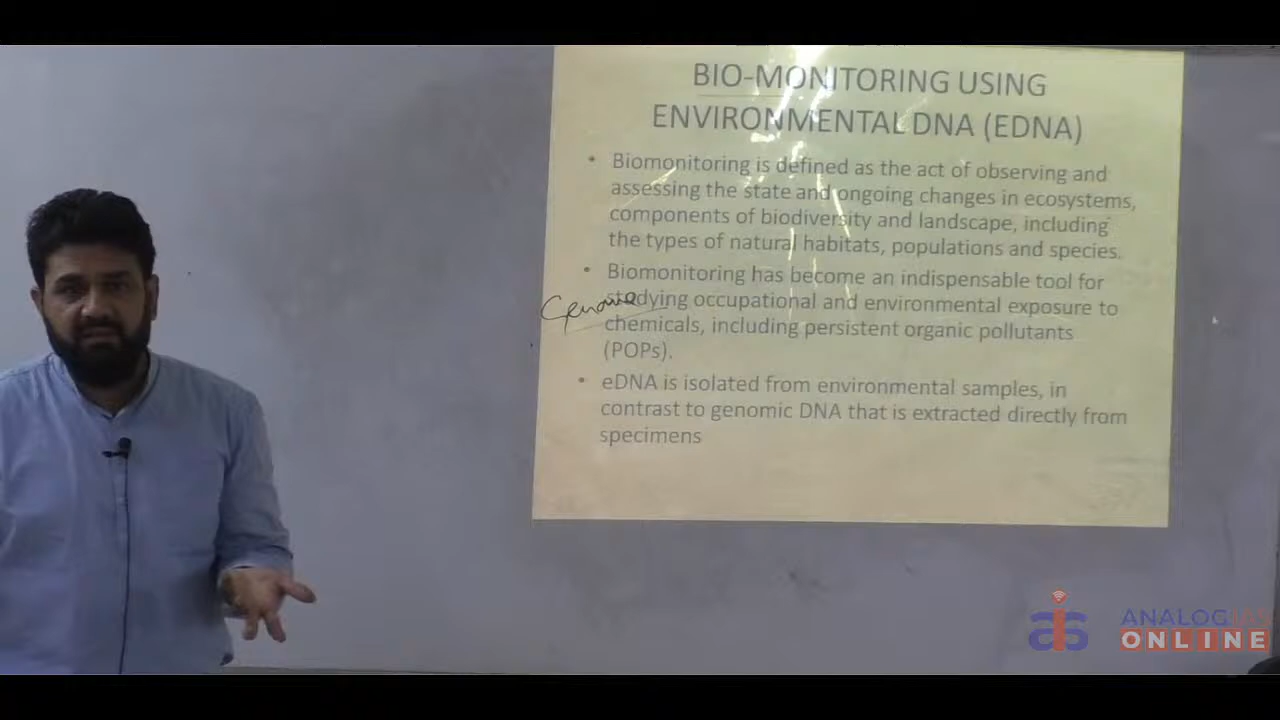 BIO-MONITORING USING
ENVIRONMENTAL DNA (EDNA)
• Biomonitoring is defined as the act of observing and
assessing the state and ongoing changes in ecosystems,
components of biodiversity and landscape, including
the types of natural habitats, populations and species.
• Biomonitoring has become an indispensable tool for
studying occupational and environmental exposure to
chemicals, including persistent organic pollutants
(POPs).
• eDNA is isolated from environmental samples, in
contrast to genomic DNA that is extracted directly from
specimens
Genome
ANALOG IAS
ONLINE